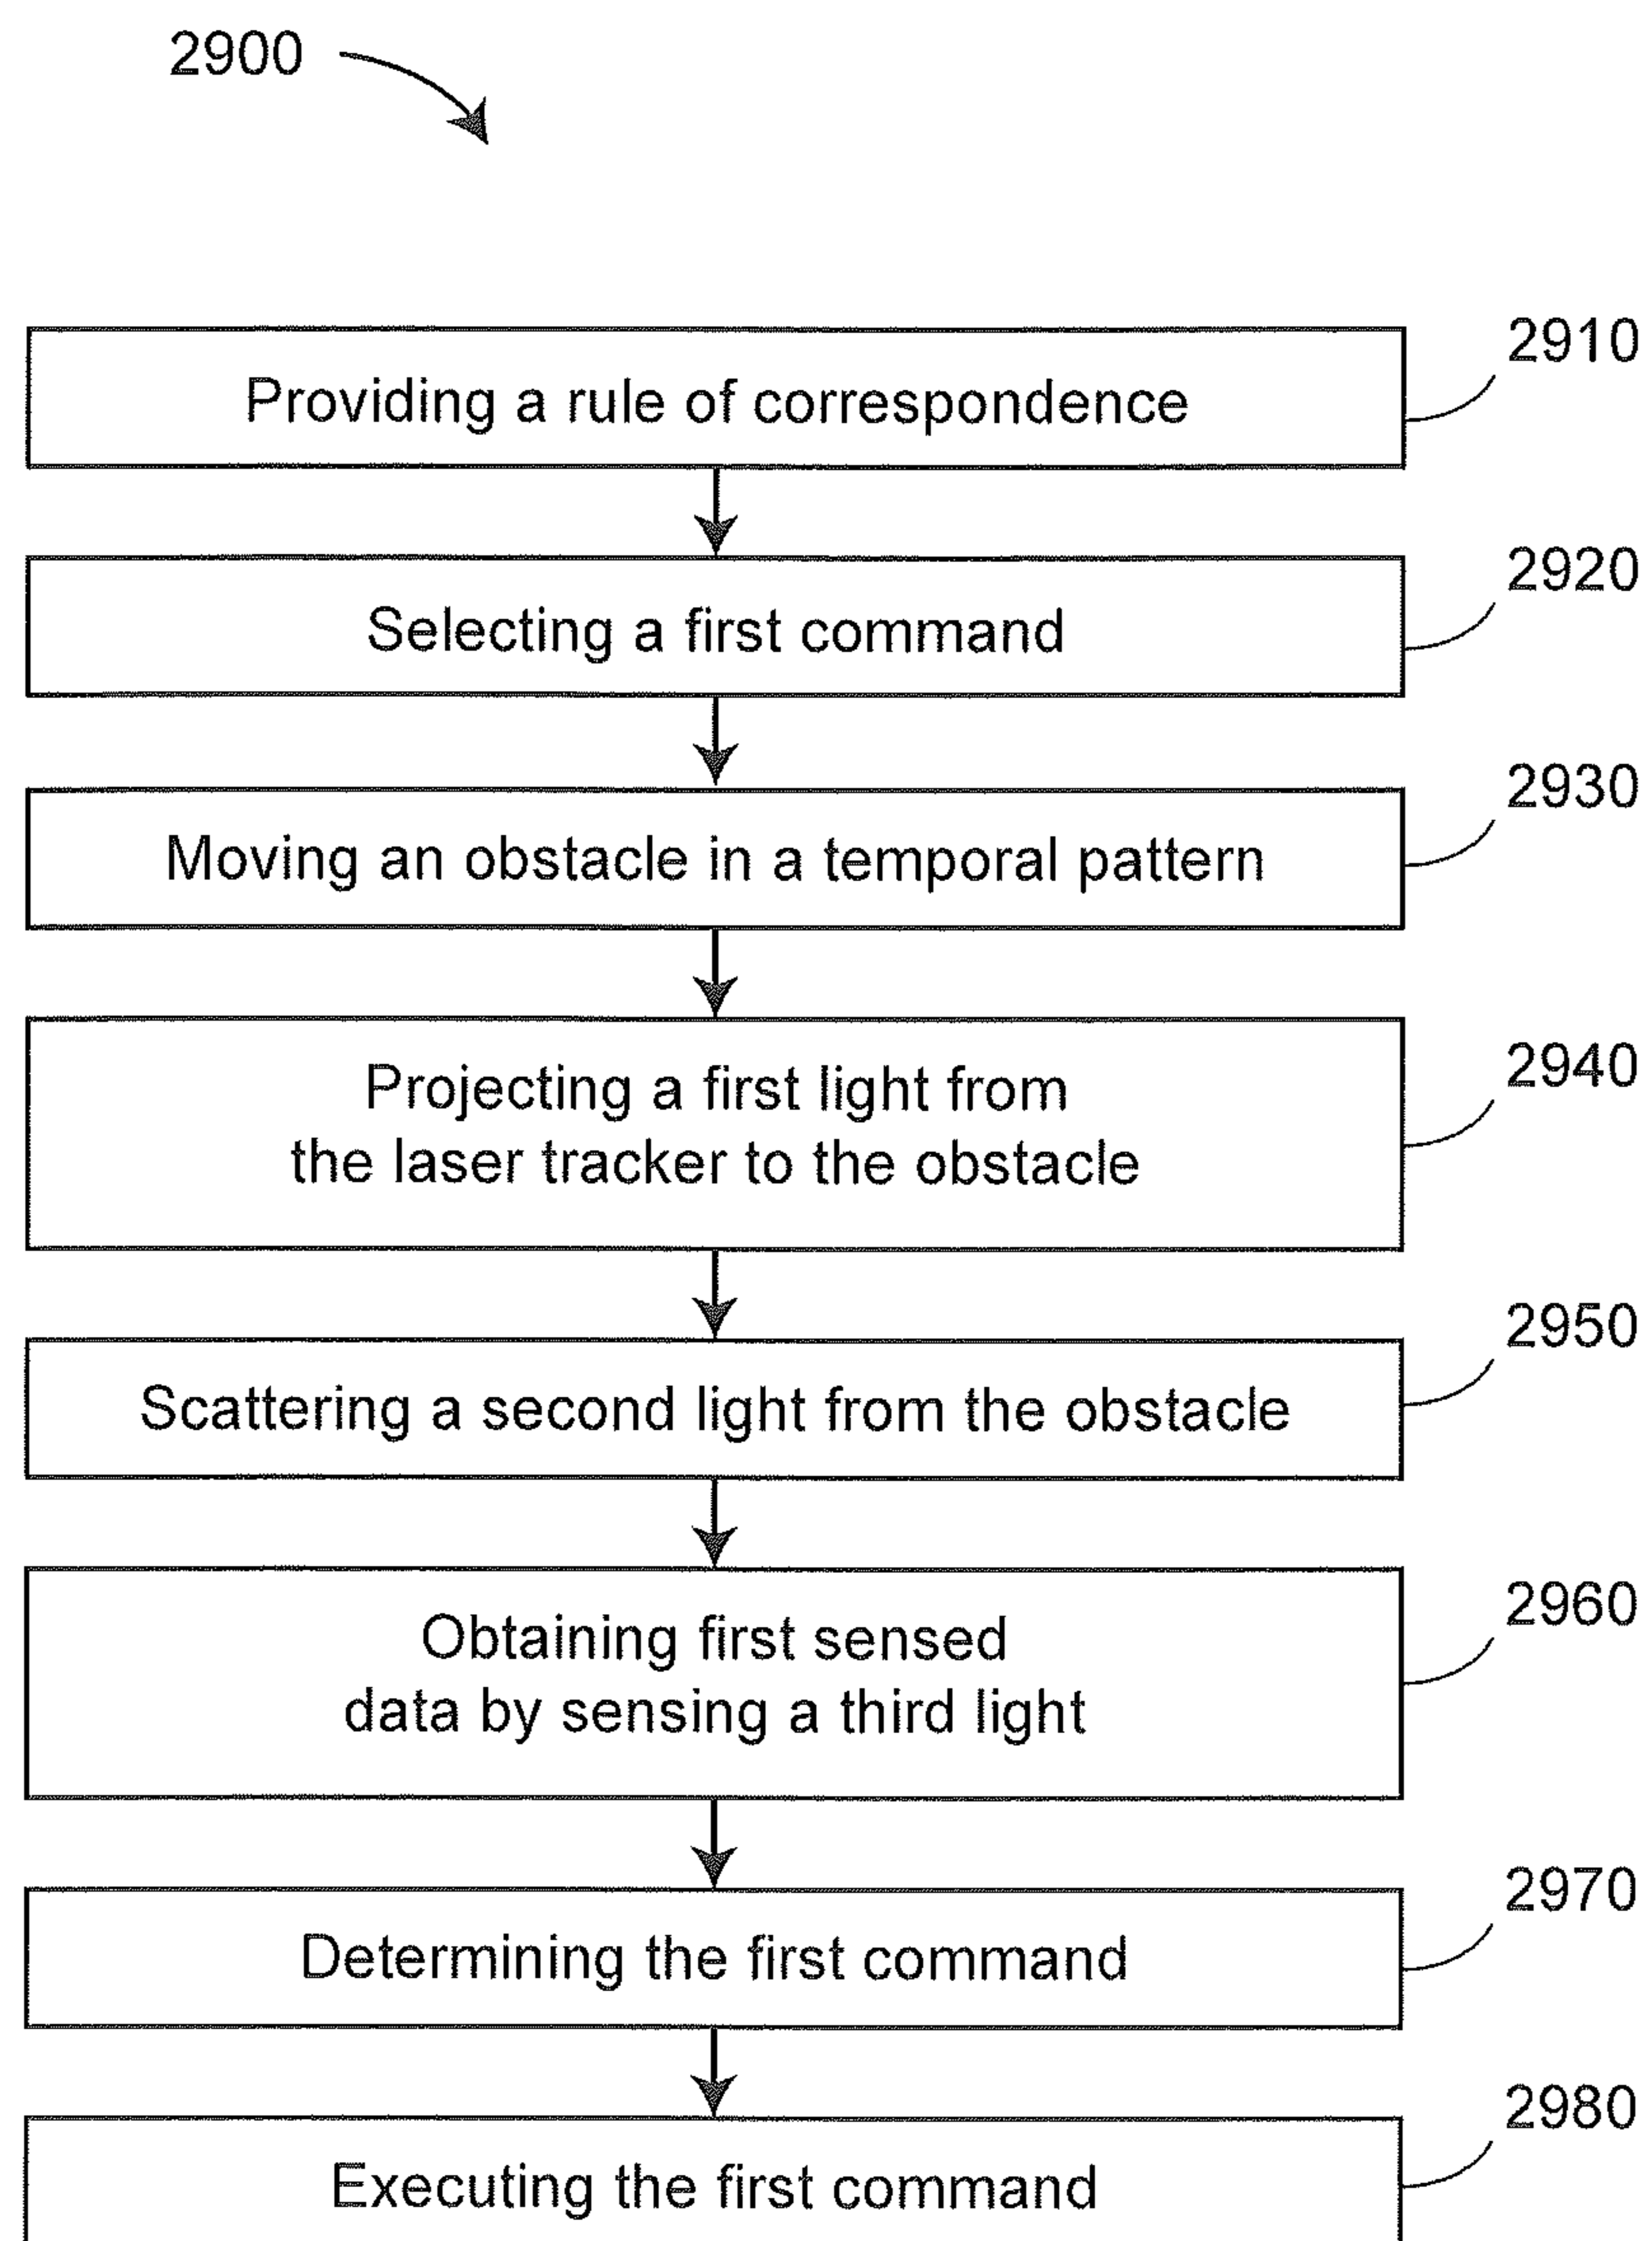 2900
2910
Providing a rule of correspondence
2920
Selecting a first command
2930
Moving an obstacle in a temporal pattern
2940
Projecting a first light from
the laser tracker to the obstacle
2950
Scattering a second light from the obstacle
2960
Obtaining first sensed
data by sensing a third light
2970
Determining the first command
2980
Executing the first command